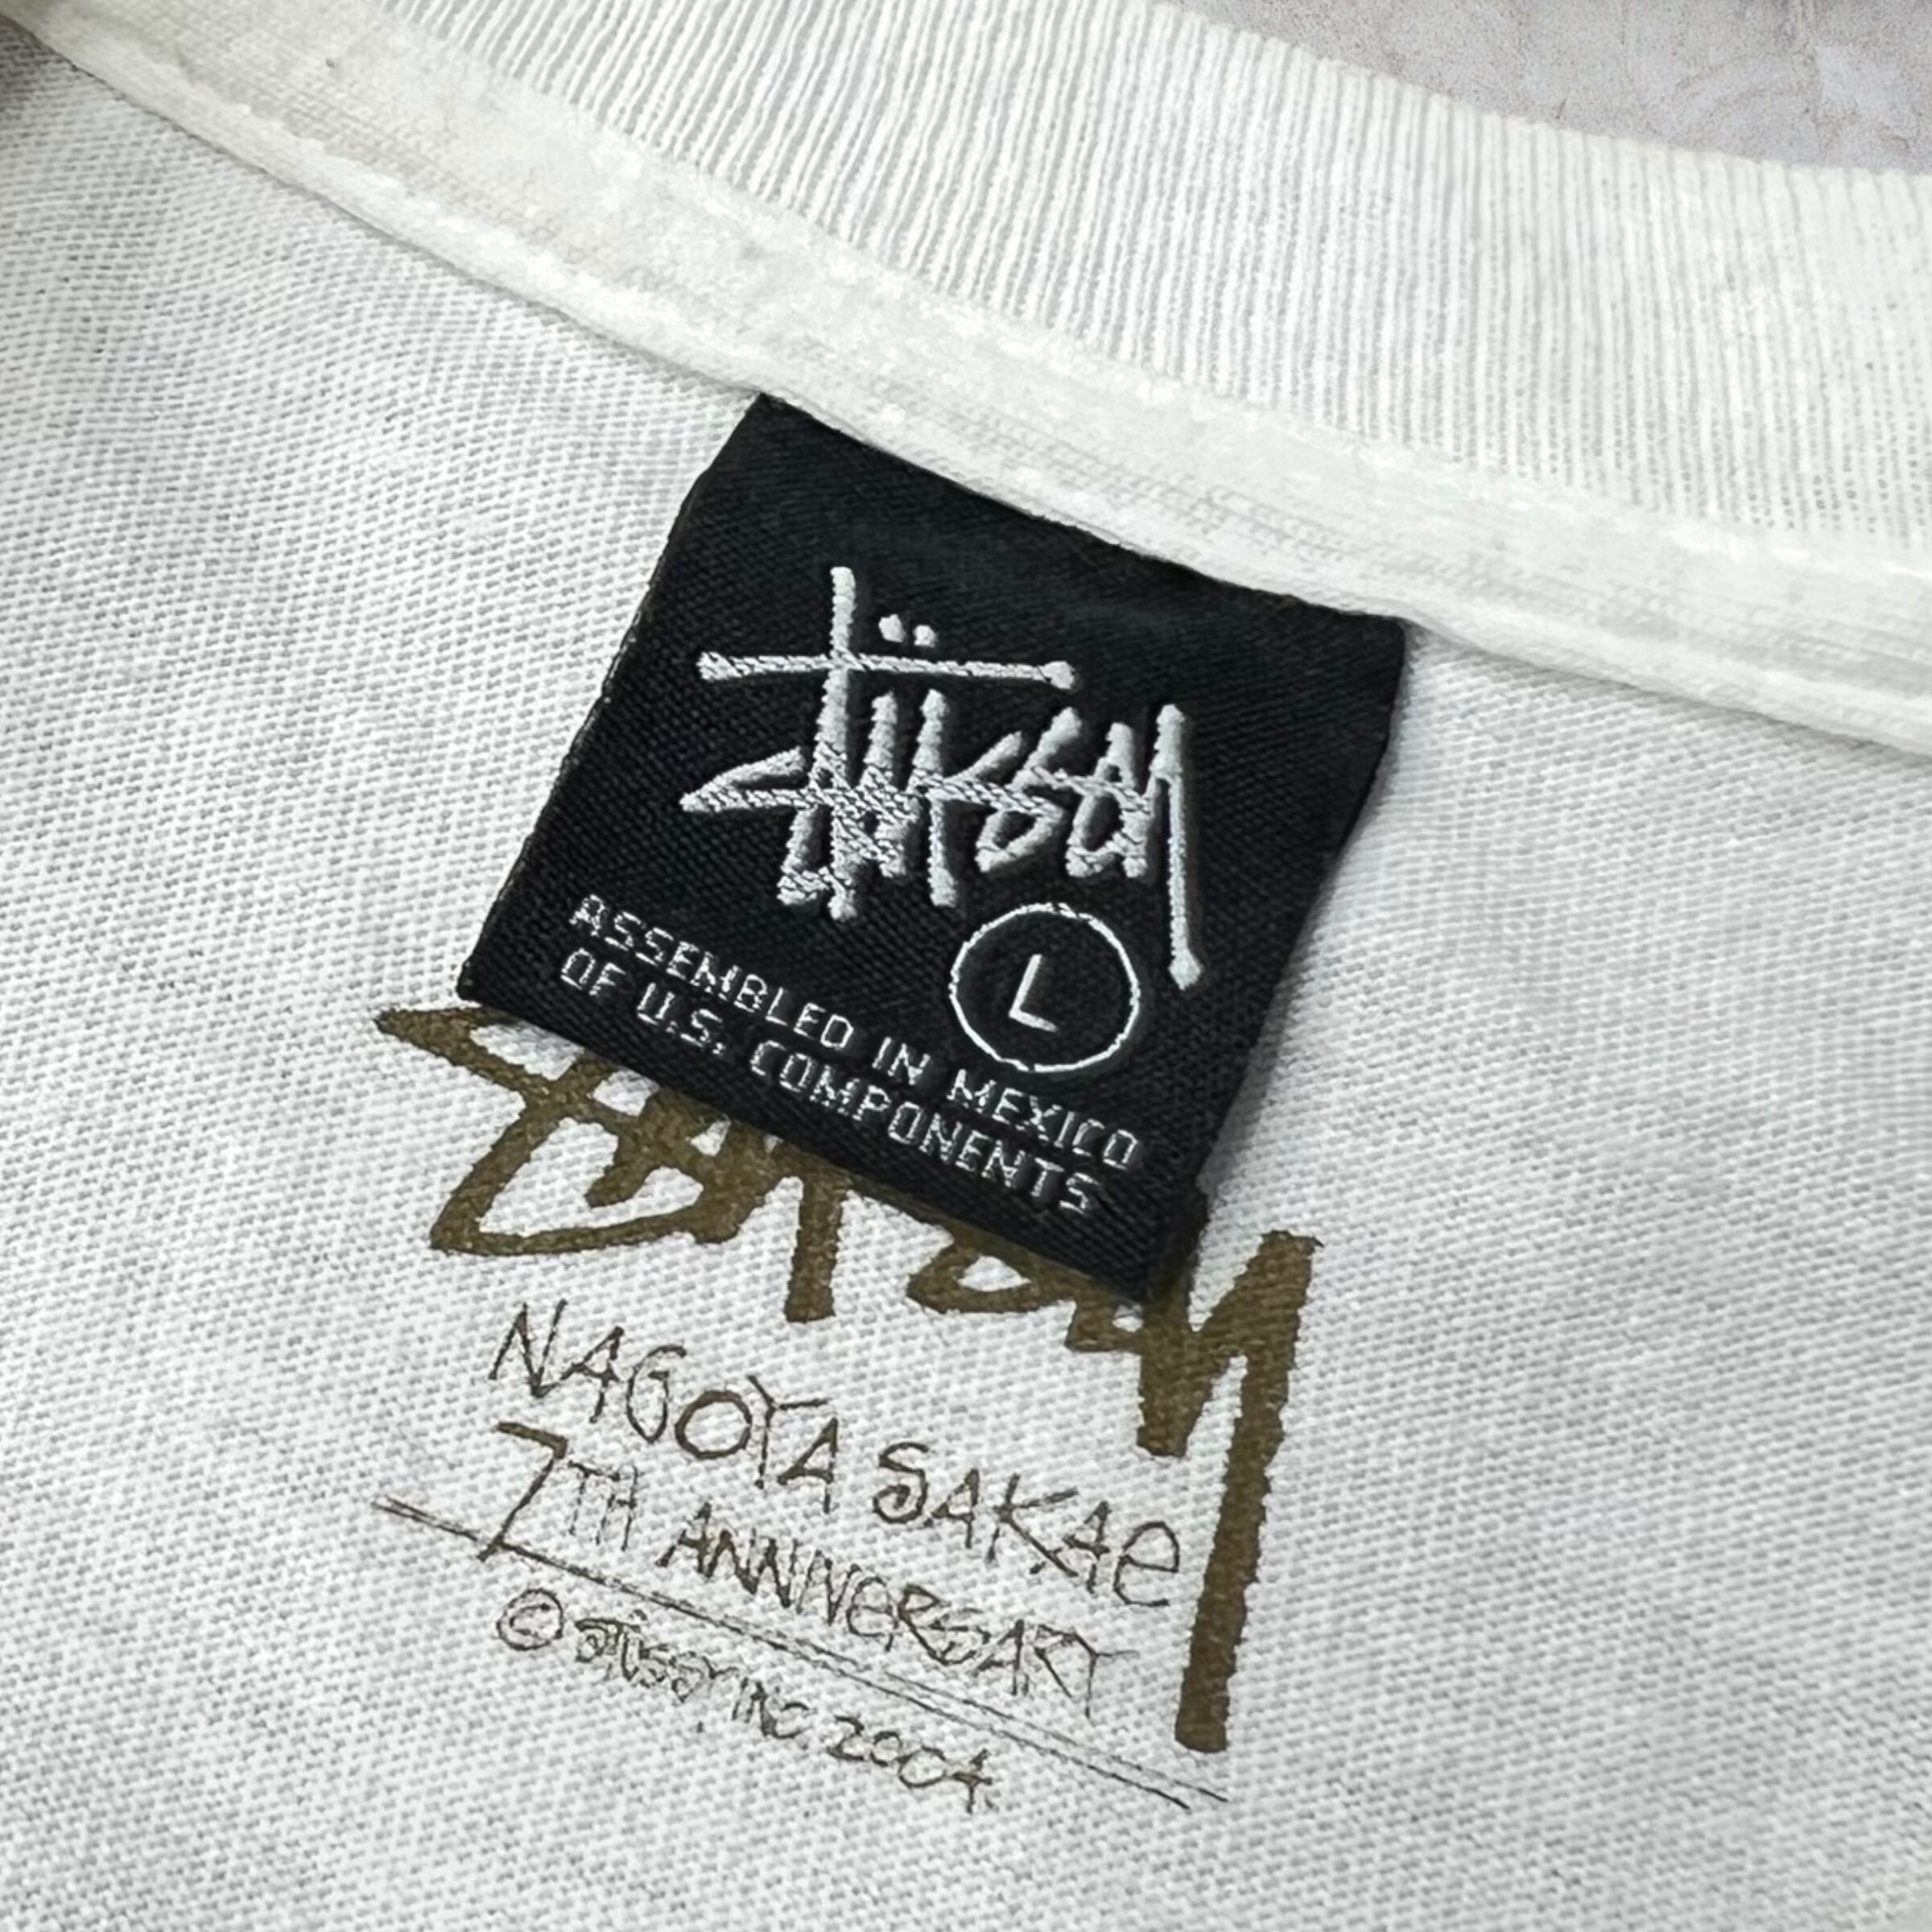 Stüssy
L
ASSEMBLED IN MEXICO
OF U.S. COMPONENTS
Stüssy
NAGOYA SAKAE
7TH ANNIVERSARY
© STÜSSY, INC. 2004.